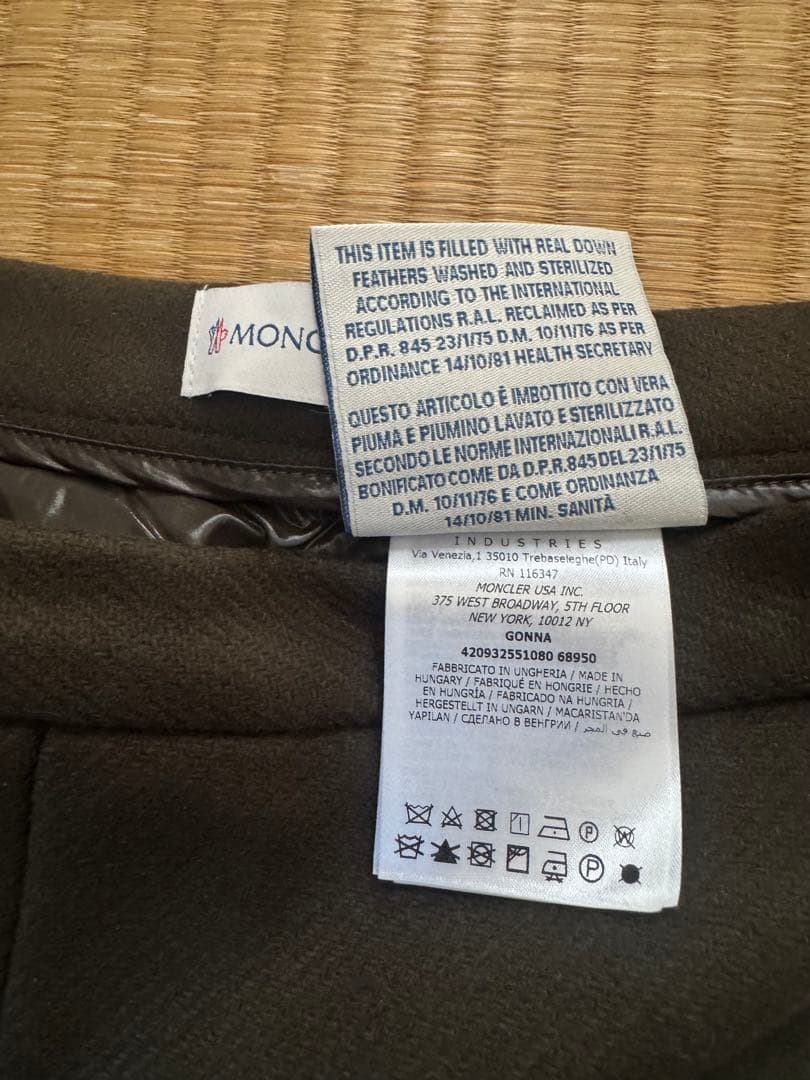 MONC
THIS ITEM IS FILLED WITH REAL DOWN
FEATHERS WASHED AND STERILIZED
ACCORDING TO THE INTERNATIONAL
REGULATIONS R.A.L. RECLAIMED AS PER
D.P.R. 845 23/1/75 D.M. 10/11/76 AS PER
ORDINANCE 14/10/81 HEALTH SECRETARY
QUESTO ARTICOLO È IMBOTTITO CON VERA
PIUMA E PIUMINO LAVATO E STERILIZZATO
SECONDO LE NORME INTERNAZIONALI R.A.L.
BONIFICATO COME DA D.P.R. 845 DEL 23/1/75
D.M. 10/11/76 E COME ORDINANZA
14/10/81 MIN. SANITÀ
INDUSTRIES
Via Venezia,1 35010 Trebaseleghe(PD) Italy
RN 116347
MONCLER USA INC.
375 WEST BROADWAY, 5TH FLOOR
NEW YORK, 10012 NY
GONNA
420932551080 68950
FABBRICATO IN UNGHERIA / MADE IN
HUNGARY / FABRIQUÉ EN HONGRIE / HECHO
EN HUNGRÍA / FABRICADO NA HUNGRIA /
HERGESTELLT IN UNGARN / MACARISTAN'DA
YAPILAN / СДЕЛАНО В ВЕНГРИИ / صنع في المجر
P W
P